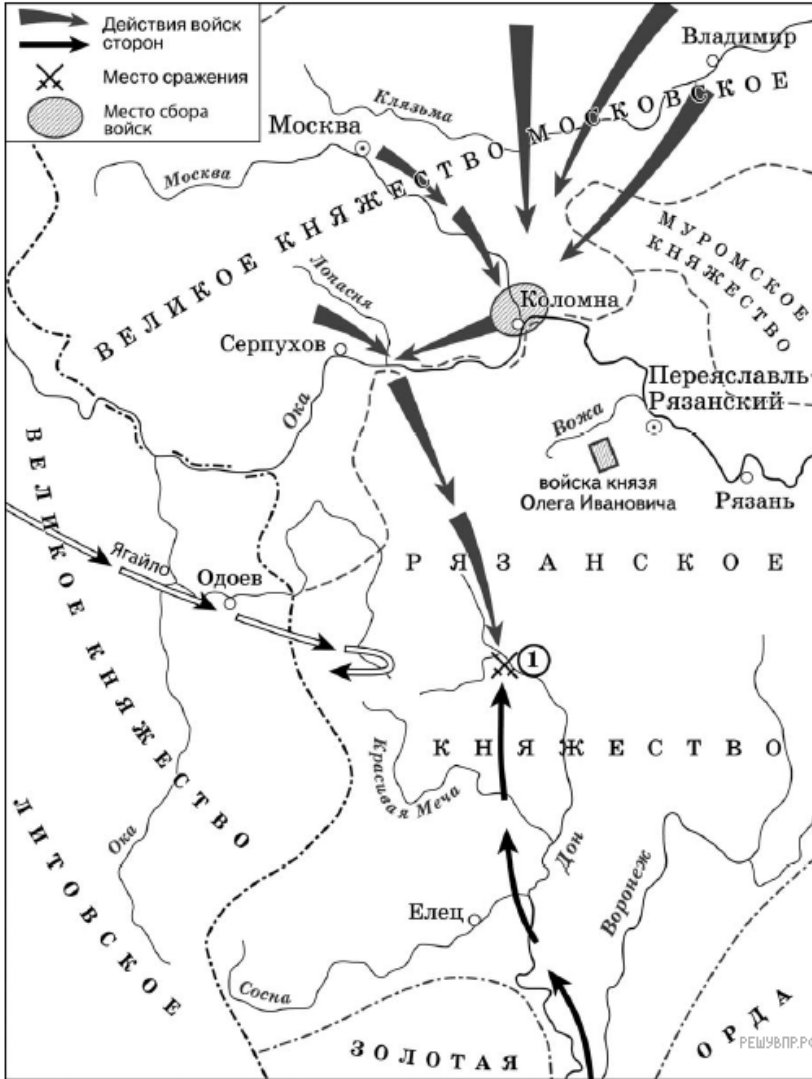 Действия войск
сторон
Место сражения
Место сбора
войск
Владимир
Клязьма
Москва
Москва
ВЕЛИКОЕ КНЯЖЕСТВО МОСКОВСКОЕ
МУРОМСКОЕ
КНЯЖЕСТВО
Лопасня
Коломна
Серпухов
Ока
Переяславль-
Рязанский
Вожа
войска князя
Олега Ивановича
Рязань
ВЕЛИКОЕ КНЯЖЕСТВО
ЛИТОВСКОЕ
Ягайло
Одоев
РЯЗАНСКОЕ
1
КНЯЖЕСТВО
Красивая Меча
Ока
Дон
Воронеж
Елец
Сосна
ЗОЛОТАЯ
ОРДА
РЕШУВПР.РФ